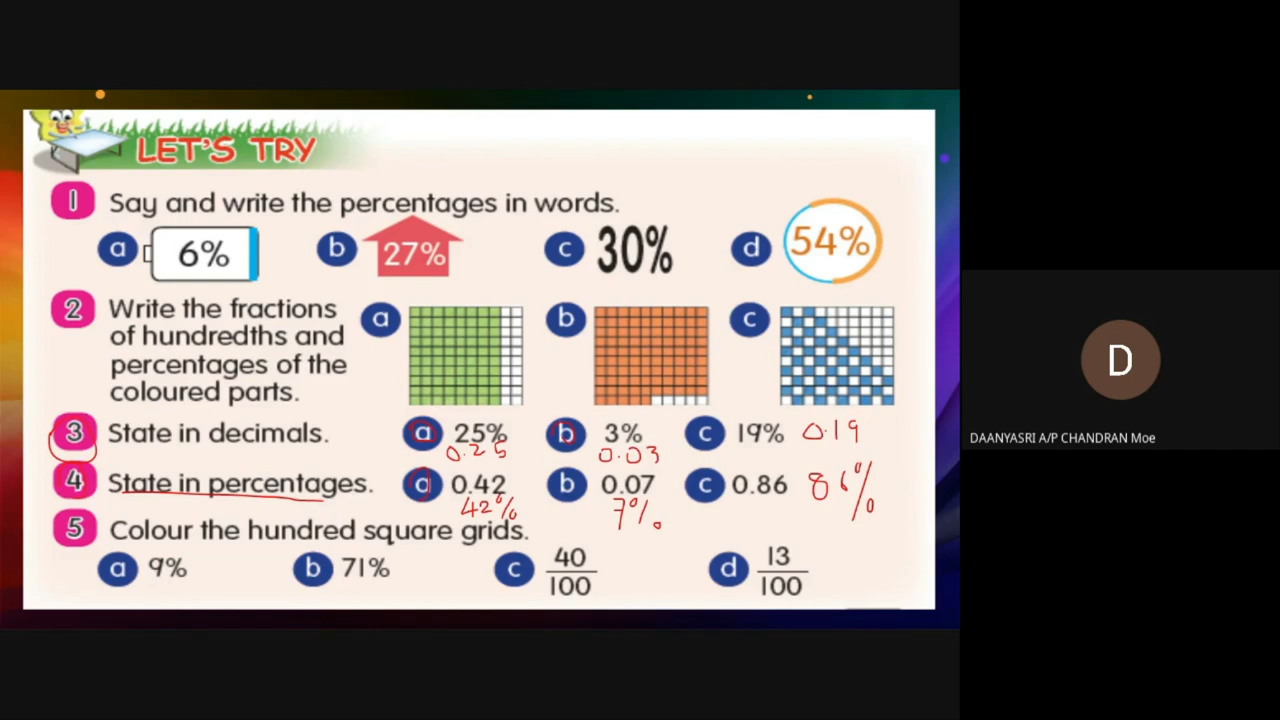 LET'S TRY
1 Say and write the percentages in words.
a 6% b 27% c 30% d 54%
2 Write the fractions
of hundredths and
percentages of the
coloured parts.
a b c
3 State in decimals. a 25% b 3% c 19% 0.19
0.25 0.03
4 State in percentages. a 0.42 b 0.07 c 0.86 86%
42% 7%
5 Colour the hundred square grids.
a 9% b 71% c 40/100 d 13/100
D
DAANYASRI A/P CHANDRAN Moe